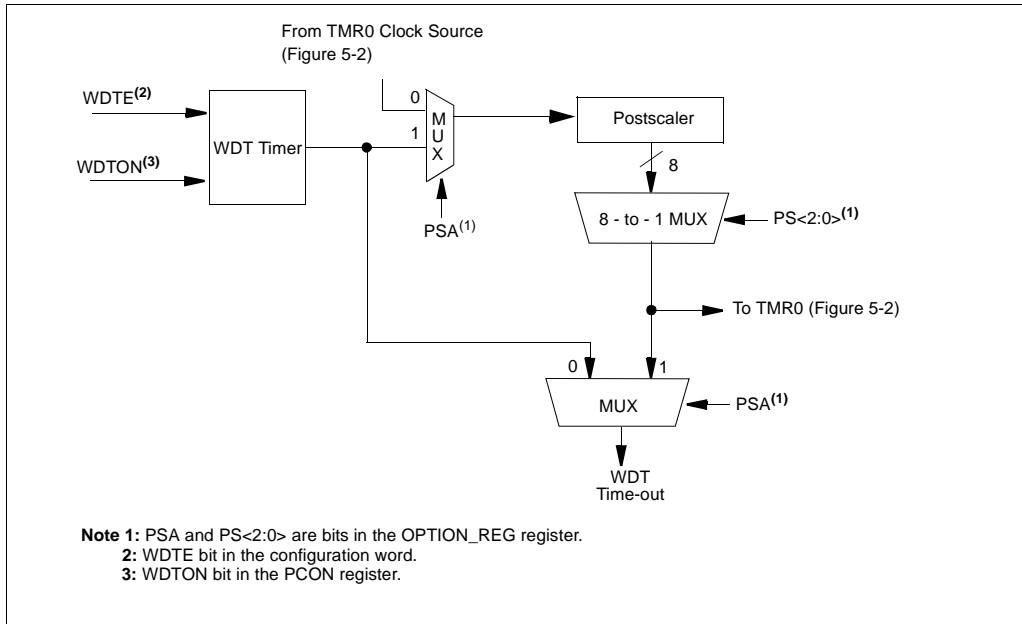 From TMR0 Clock Source
(Figure 5-2)
WDTE(2)
WDTON(3)
WDT Timer
0
1
M
U
X
PSA(1)
Postscaler
8
8 - to - 1 MUX
PS<2:0>(1)
To TMR0 (Figure 5-2)
0
1
MUX
PSA(1)
WDT
Time-out
Note 1: PSA and PS<2:0> are bits in the OPTION_REG register.
2: WDTE bit in the configuration word.
3: WDTON bit in the PCON register.